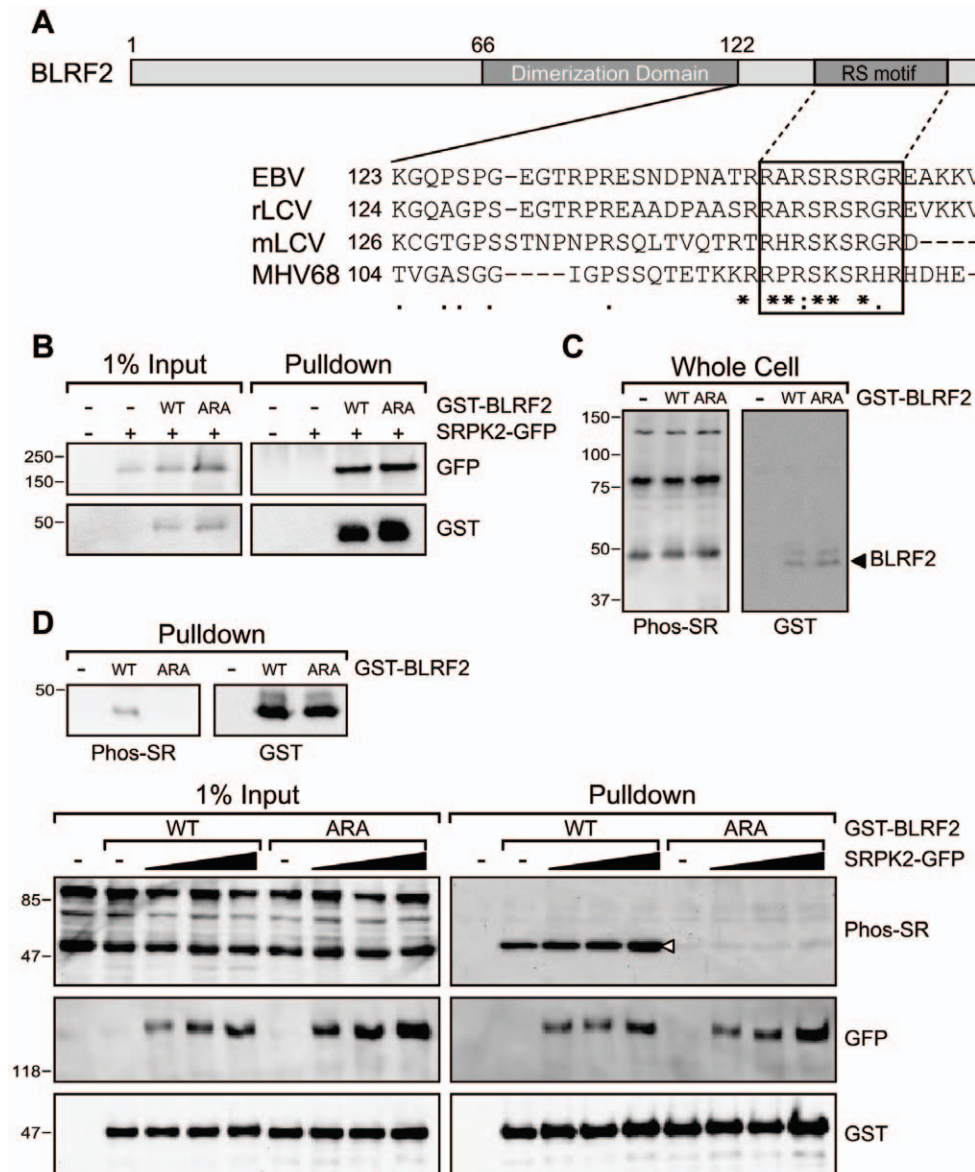 A
1 66 122
BLRF2 Dimerization Domain RS motif
EBV 123 KGQPSPG-EGTRPRESNDPNATRRARSRSRGREAKKV
rLCV 124 KGQAGPS-EGTRPREAADPAASRRARSRSRGREVKKV
mLCV 126 KCGTGPSSTNPNPRSQLTVQTRTRHRSKSRGRD----
MHV68 104 TVGASGG----IGPSSQTETKKRRPRSKSRHRHDHE-
. .. . . * **:** *.
B
1% Input Pulldown
- - WT ARA - - WT ARA GST-BLRF2
- + + + - + + + SRPK2-GFP
250
150
GFP
50
GST
C
Whole Cell
- WT ARA - WT ARA GST-BLRF2
150
100
75
50
37
BLRF2
Phos-SR GST
D
Pulldown
- WT ARA - WT ARA GST-BLRF2
50
Phos-SR GST
1% Input Pulldown
WT ARA WT ARA GST-BLRF2
- - - - - - SRPK2-GFP
85
47
Phos-SR
118
GFP
47
GST